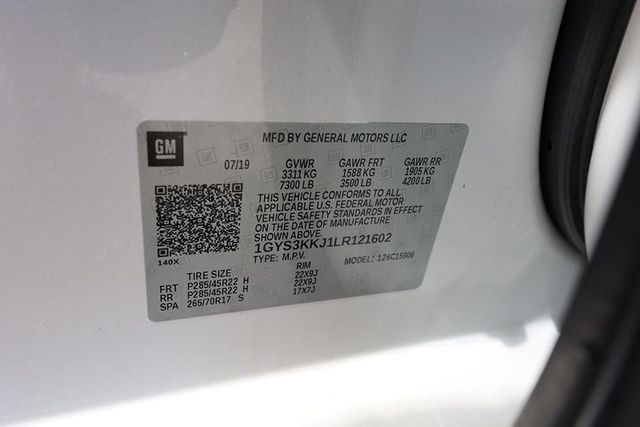 GM
MFD BY GENERAL MOTORS LLC
07/19 GVWR GAWR FRT GAWR RR
3311 KG 1588 KG 1905 KG
7300 LB 3500 LB 4200 LB
THIS VEHICLE CONFORMS TO ALL
APPLICABLE U.S. FEDERAL MOTOR
VEHICLE SAFETY STANDARDS IN EFFECT
ON THE DATE OF MANUFACTURE
SHOWN ABOVE.
1GYS3KKJ1LR121602
140X TYPE: M.P.V. MODEL: 126C15906
TIRE SIZE RIM
FRT P285/45R22 H 22X9J
RR P285/45R22 H 22X9J
SPA 265/70R17 S 17X7J